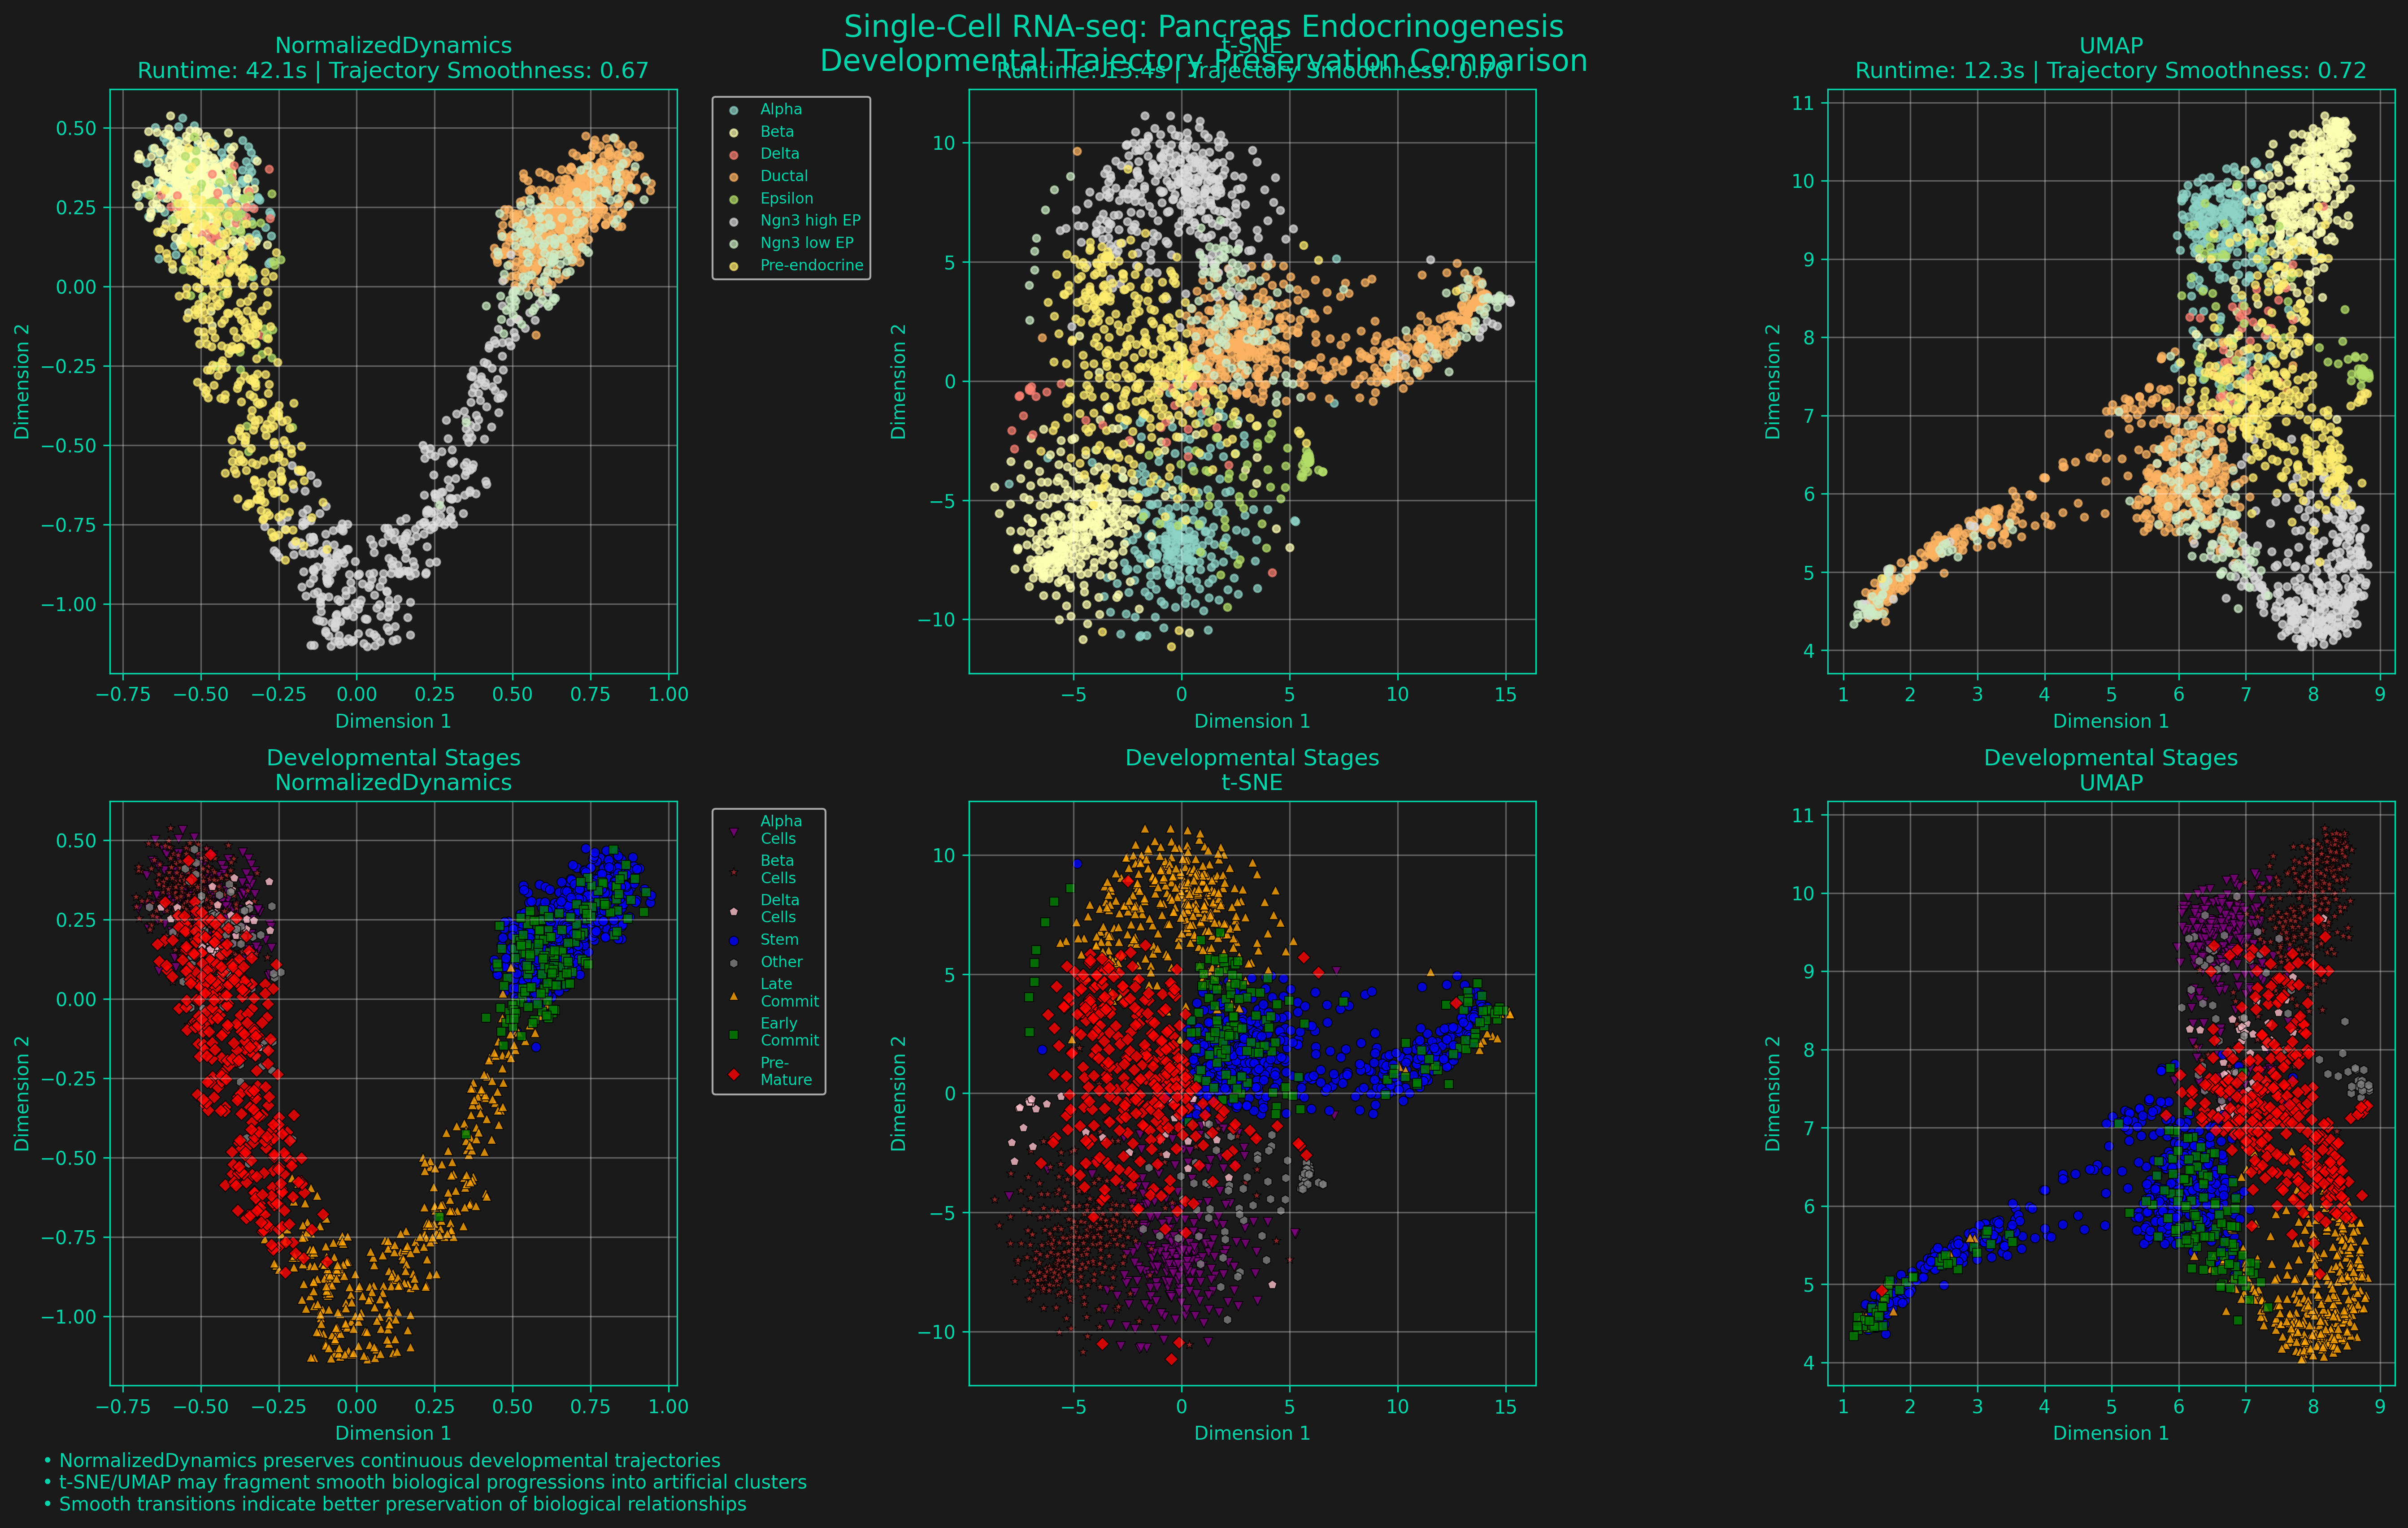 Single-Cell RNA-seq: Pancreas Endocrinogenesis
Developmental Trajectory Preservation Comparison
NormalizedDynamics
Runtime: 42.1s | Trajectory Smoothness: 0.67
0.50
0.25
0.00
−0.25
−0.50
−0.75
−1.00
Dimension 2
−0.75 −0.50 −0.25 0.00 0.25 0.50 0.75 1.00
Dimension 1
Alpha
Beta
Delta
Ductal
Epsilon
Ngn3 high EP
Ngn3 low EP
Pre-endocrine
t-SNE
Runtime: 13.4s | Trajectory Smoothness: 0.70
10
5
0
−5
−10
Dimension 2
−5 0 5 10 15
Dimension 1
UMAP
Runtime: 12.3s | Trajectory Smoothness: 0.72
11
10
9
8
7
6
5
4
Dimension 2
1 2 3 4 5 6 7 8 9
Dimension 1
Developmental Stages
NormalizedDynamics
0.50
0.25
0.00
−0.25
−0.50
−0.75
−1.00
Dimension 2
−0.75 −0.50 −0.25 0.00 0.25 0.50 0.75 1.00
Dimension 1
Alpha
Cells
Beta
Cells
Delta
Cells
Stem
Other
Late
Commit
Early
Commit
Pre-
Mature
Developmental Stages
t-SNE
10
5
0
−5
−10
Dimension 2
−5 0 5 10 15
Dimension 1
Developmental Stages
UMAP
11
10
9
8
7
6
5
4
Dimension 2
1 2 3 4 5 6 7 8 9
Dimension 1
• NormalizedDynamics preserves continuous developmental trajectories
• t-SNE/UMAP may fragment smooth biological progressions into artificial clusters
• Smooth transitions indicate better preservation of biological relationships